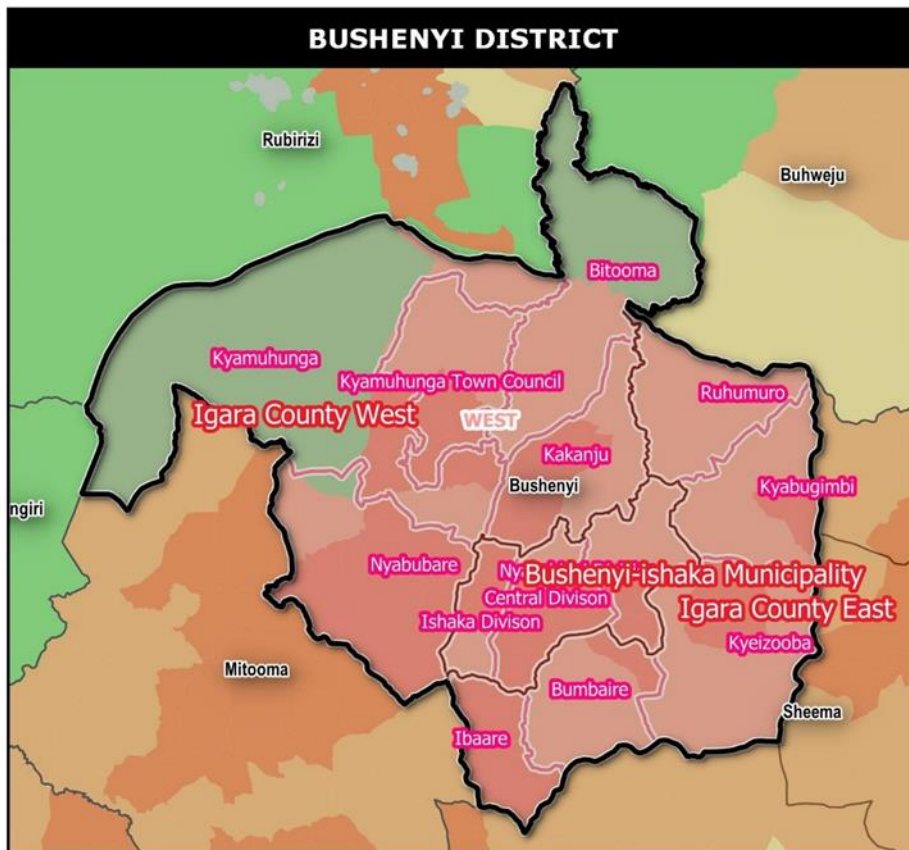 BUSHENYI DISTRICT
Rubirizi
Buhweju
Bitooma
Kyamuhunga
Kyamuhunga Town Council
Ruhumuro
Igara County West
WEST
Kakanju
Kyabugimbi
Bushenyi
ngiri
Nyabubare
Bushenyi-ishaka Municipality
Central Divison
Igara County East
Ishaka Divison
Kyeizooba
Mitooma
Bumbaire
Sheema
Ibaare